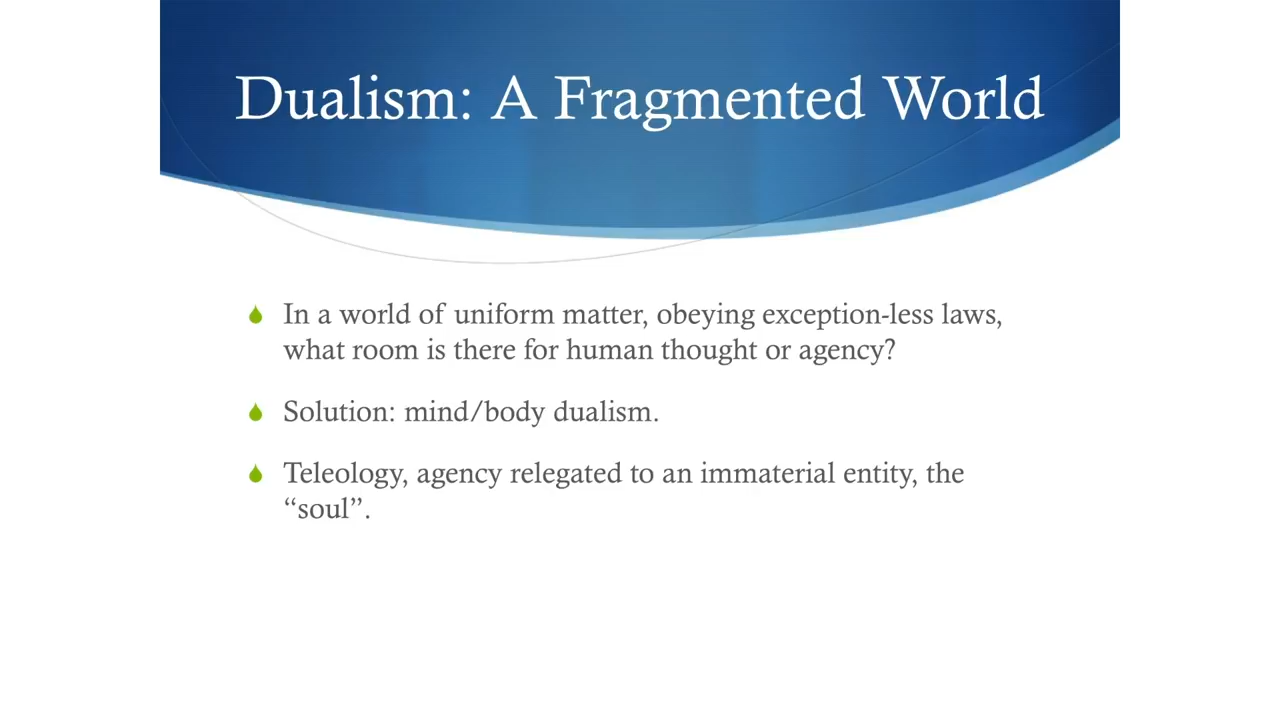 Dualism: A Fragmented World
In a world of uniform matter, obeying exception-less laws,
what room is there for human thought or agency?
Solution: mind/body dualism.
Teleology, agency relegated to an immaterial entity, the
“soul”.